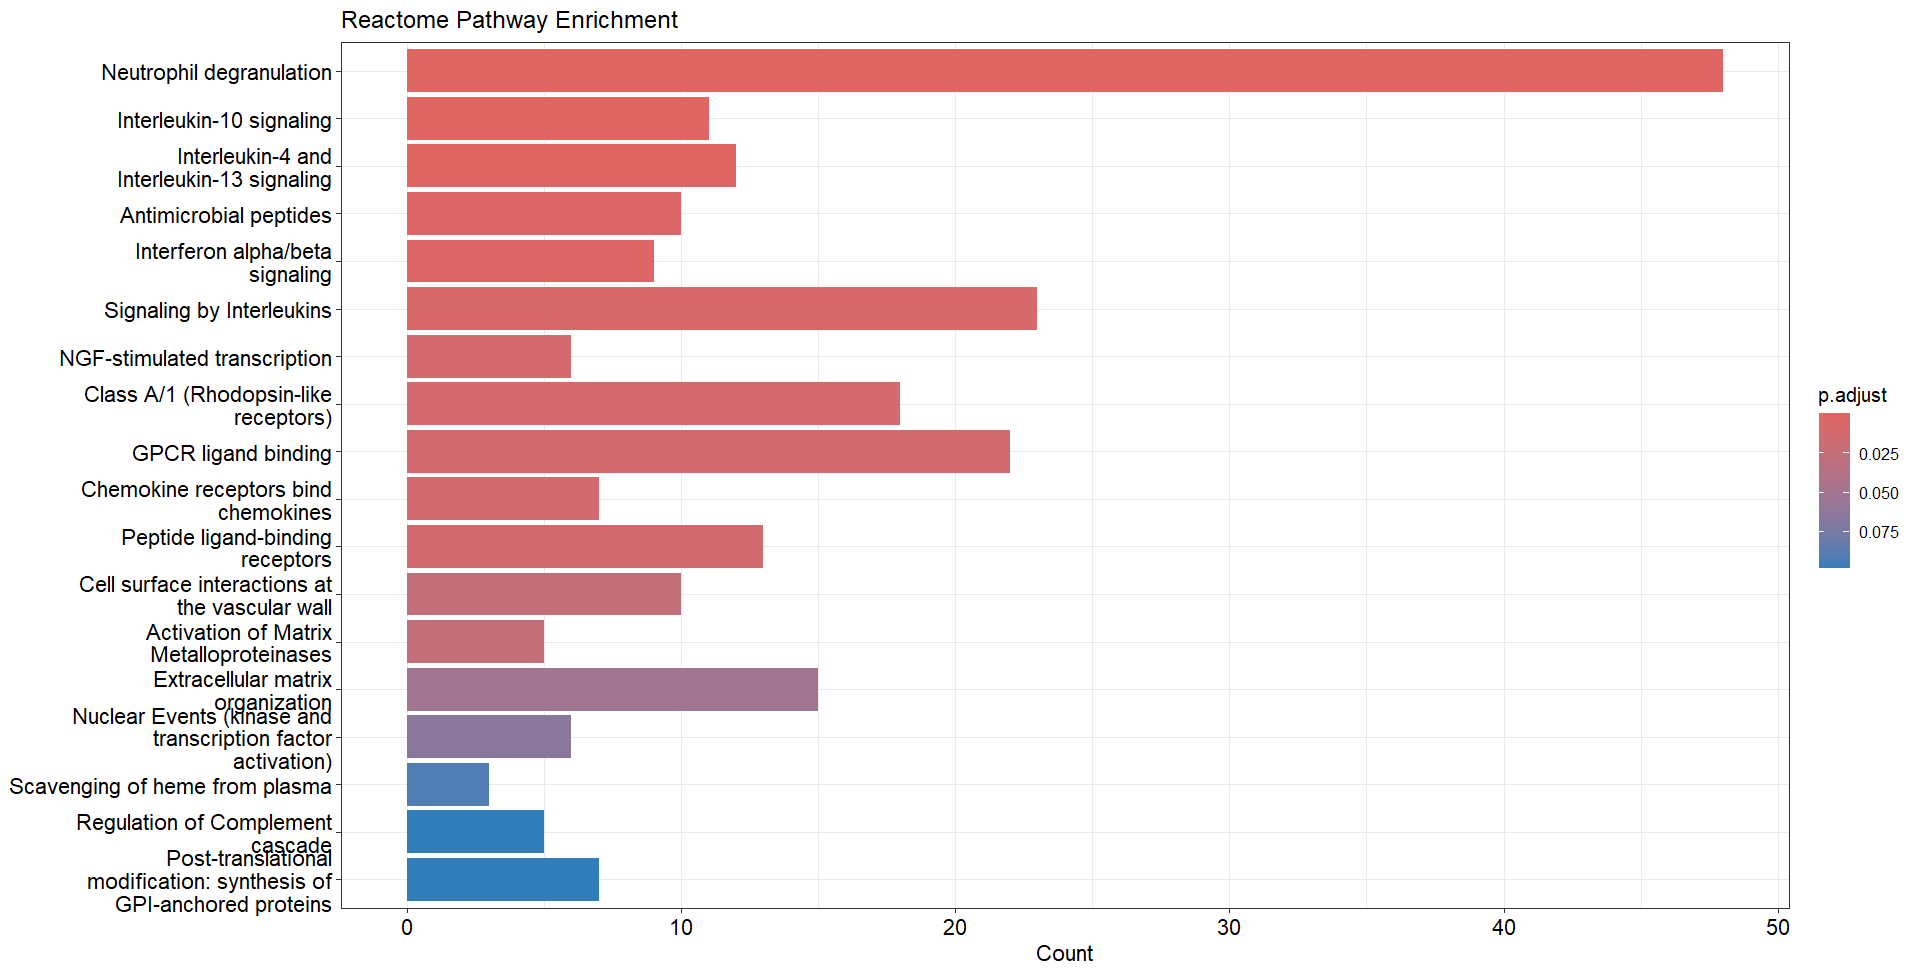 Reactome Pathway Enrichment
Neutrophil degranulation
Interleukin-10 signaling
Interleukin-4 and
Interleukin-13 signaling
Antimicrobial peptides
Interferon alpha/beta
signaling
Signaling by Interleukins
NGF-stimulated transcription
Class A/1 (Rhodopsin-like
receptors)
GPCR ligand binding
Chemokine receptors bind
chemokines
Peptide ligand-binding
receptors
Cell surface interactions at
the vascular wall
Activation of Matrix
Metalloproteinases
Extracellular matrix
organization
Nuclear Events (kinase and
transcription factor
activation)
Scavenging of heme from plasma
Regulation of Complement
cascade
Post-translational
modification: synthesis of
GPI-anchored proteins
0 10 20 30 40 50
Count
p.adjust
0.025
0.050
0.075